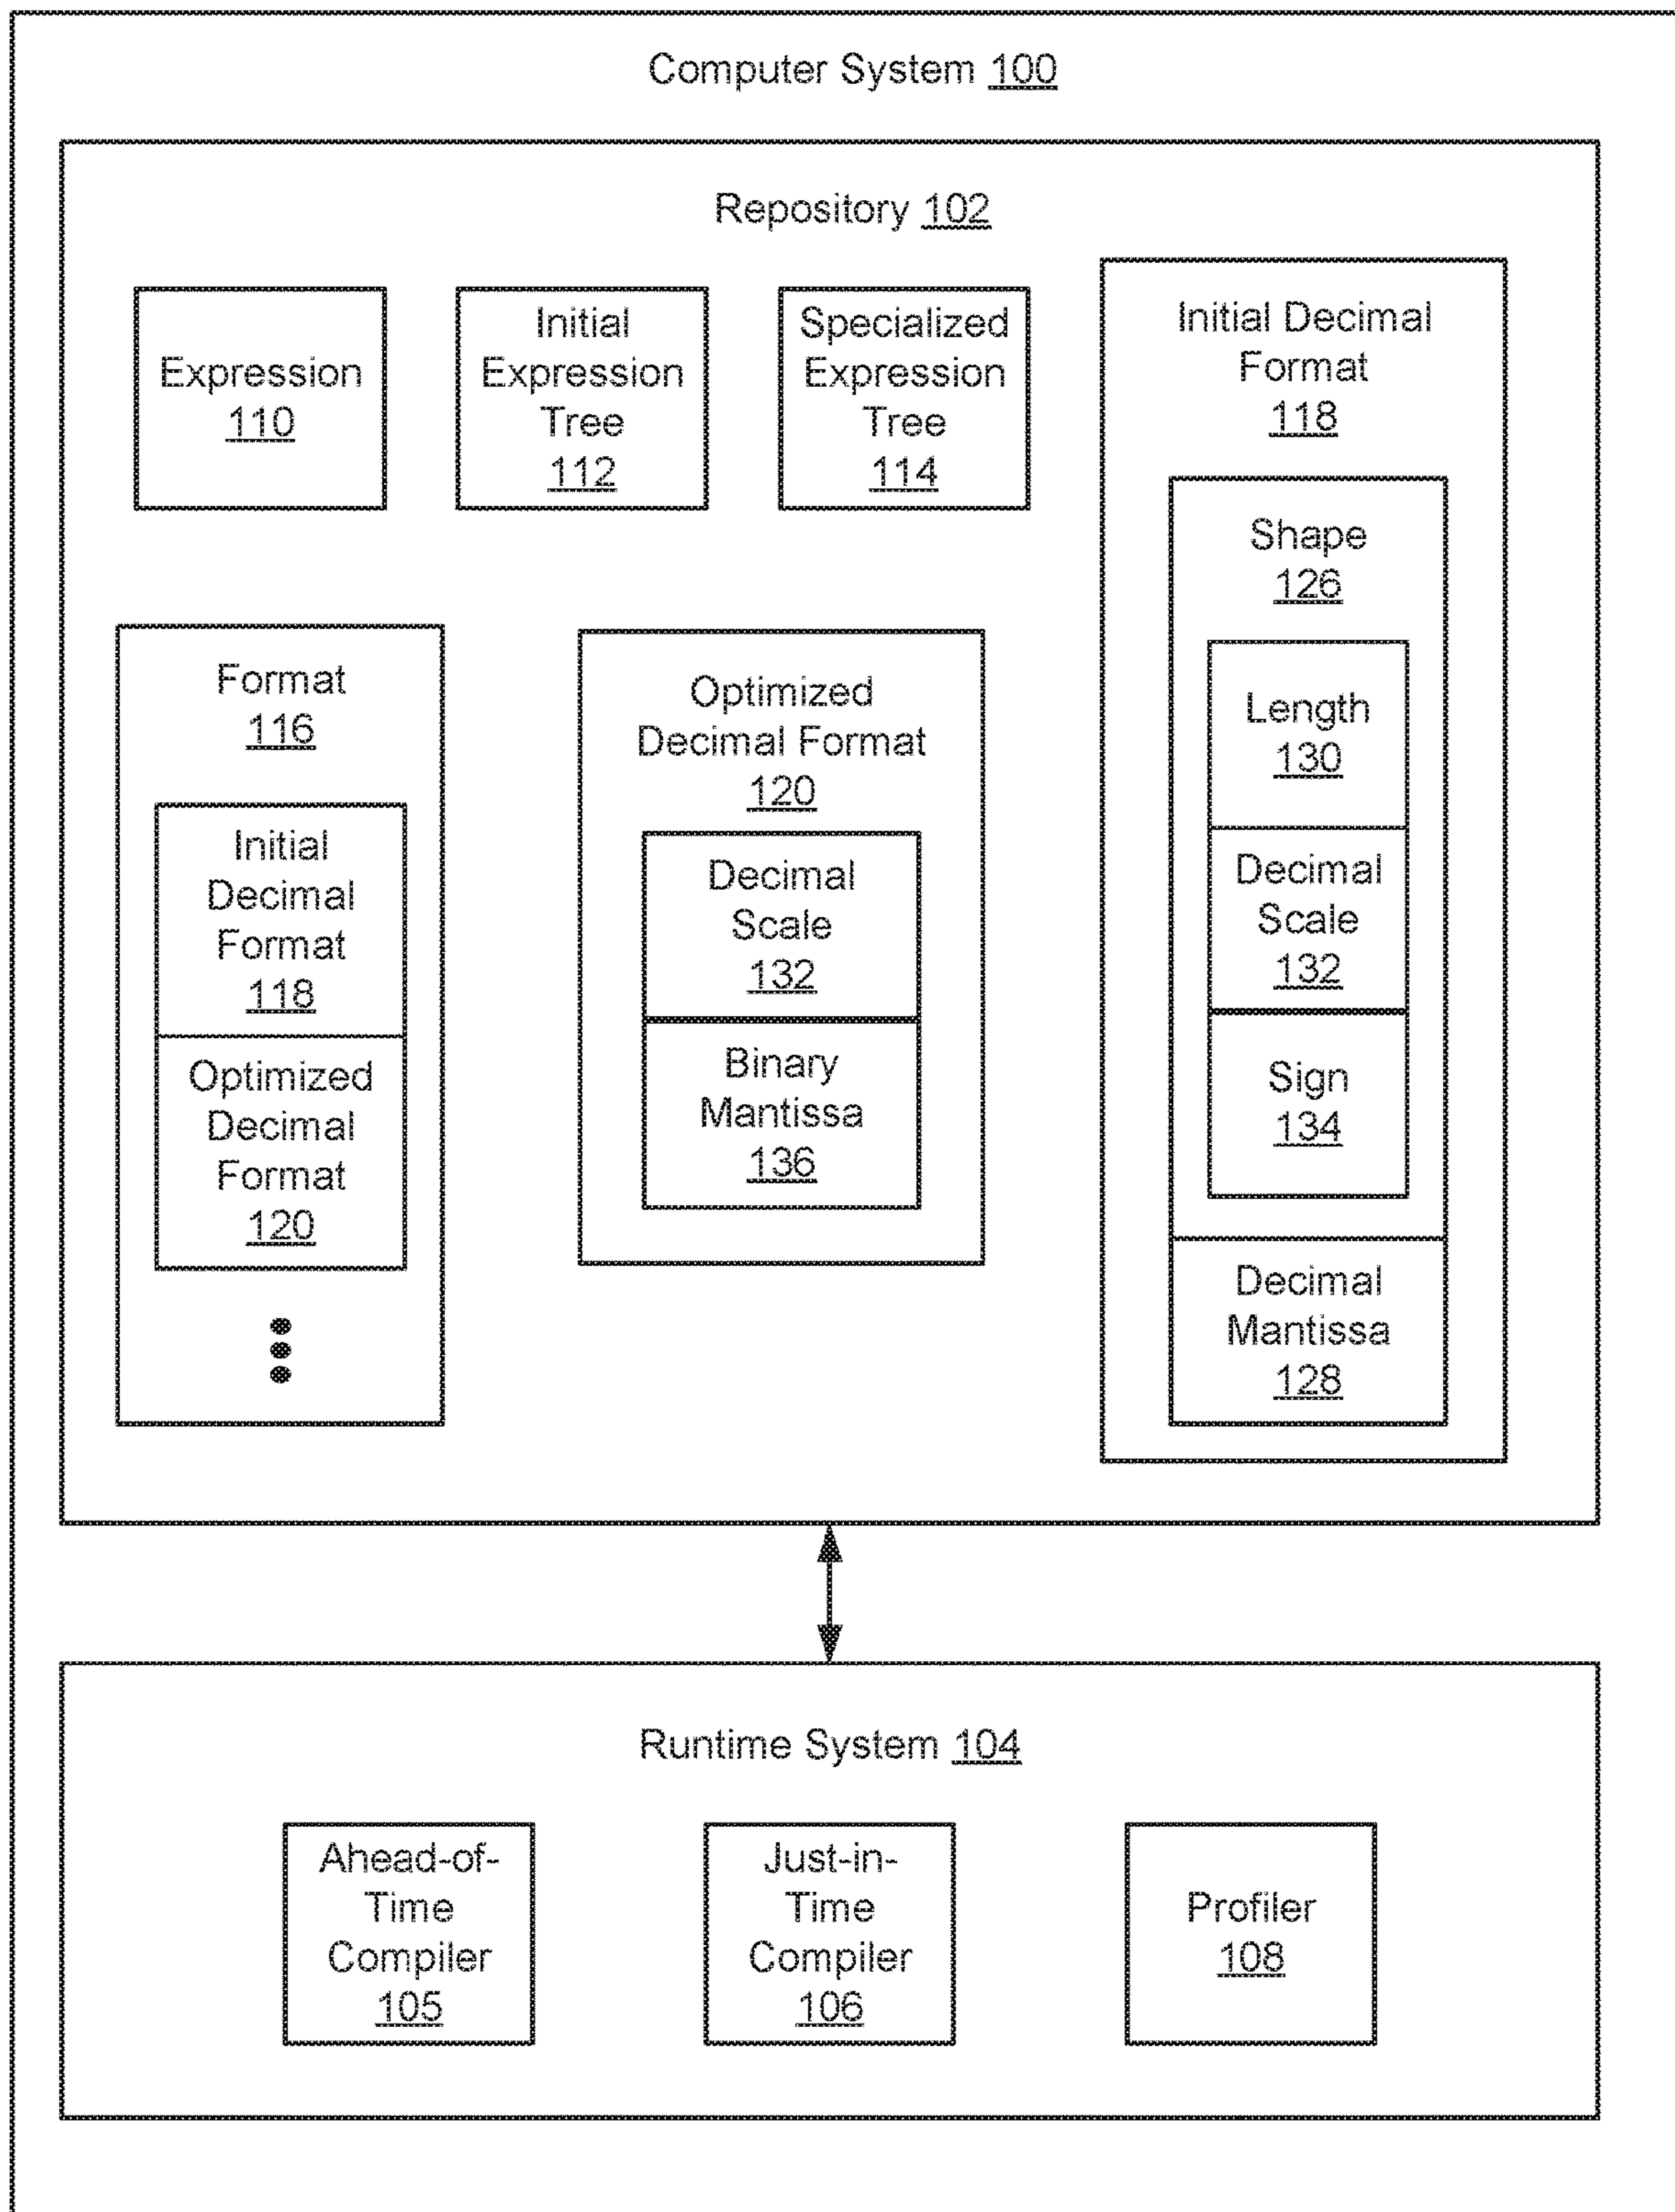 Computer System 100
Repository 102
Expression
110
Initial
Expression
Tree
112
Specialized
Expression
Tree
114
Initial Decimal
Format
118
Shape
126
Length
130
Decimal
Scale
132
Sign
134
Decimal
Mantissa
128
Format
116
Initial
Decimal
Format
118
Optimized
Decimal
Format
120
Optimized
Decimal Format
120
Decimal
Scale
132
Binary
Mantissa
136
Runtime System 104
Ahead-of-
Time
Compiler
105
Just-in-
Time
Compiler
106
Profiler
108